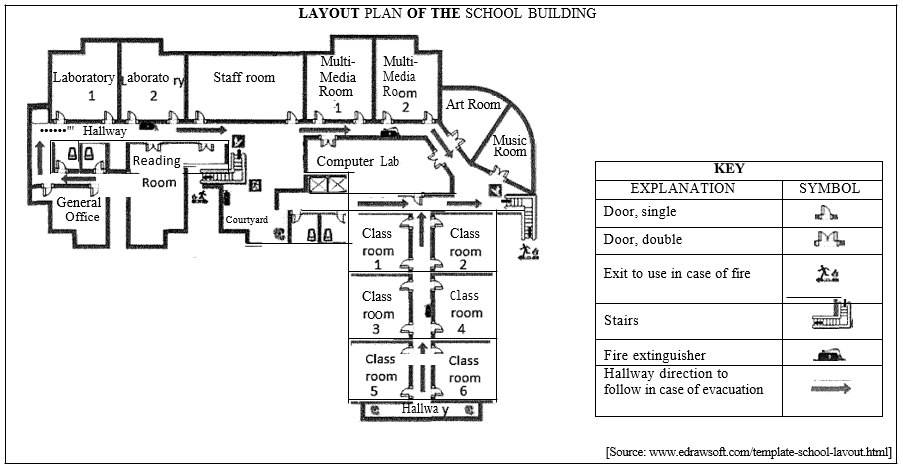 LAYOUT PLAN OF THE SCHOOL BUILDING
Laboratory
1
Laboratory
2
Staff room
Multi-
Media
Room
1
Multi-
Media
Room
2
Art Room
Music
Room
Hallway
Reading
Room
Computer Lab
General
Office
Courtyard
Class
room
1
Class
room
2
Class
room
3
Class
room
4
Class
room
5
Class
room
6
Hallway
KEY
EXPLANATION SYMBOL
Door, single
Door, double
Exit to use in case of fire
Stairs
Fire extinguisher
Hallway direction to
follow in case of evacuation
[Source: www.edrawsoft.com/template-school-layout.html]